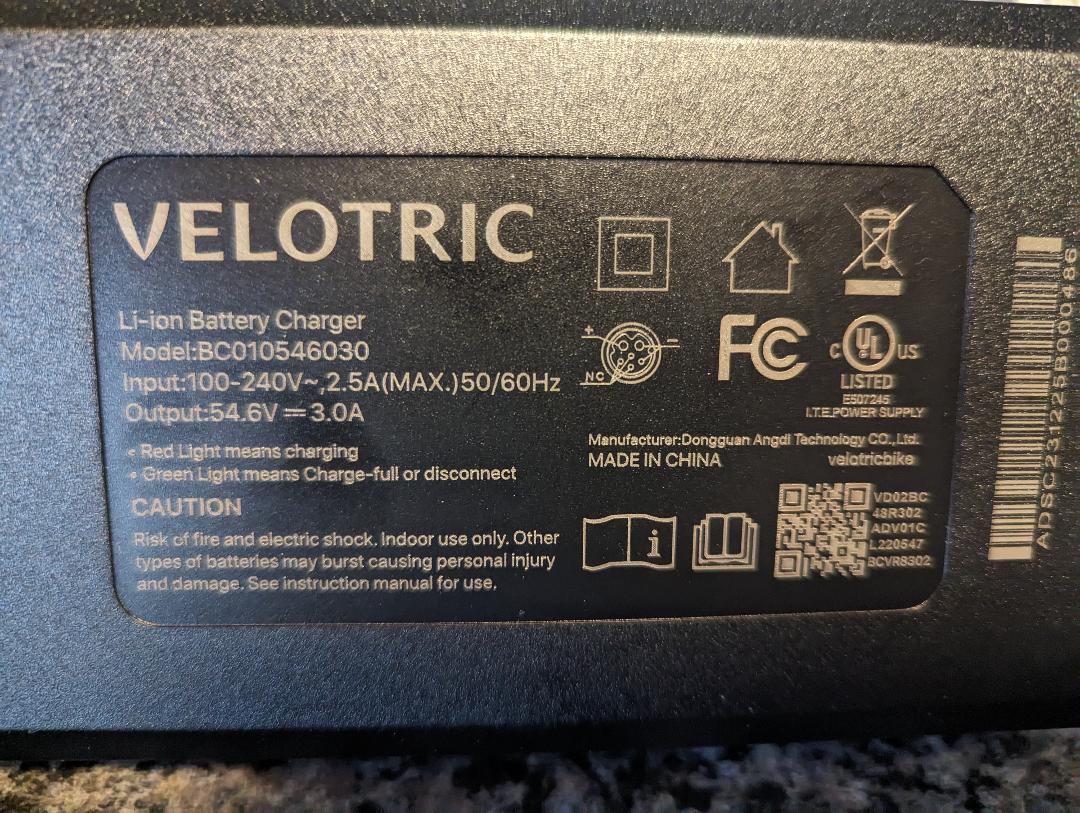 VELOTRIC
Li-ion Battery Charger
Model:BC010546030
Input:100-240V~,2.5A(MAX.)50/60Hz
Output:54.6V⎓3.0A
• Red Light means charging
• Green Light means Charge-full or disconnect
CAUTION
Risk of fire and electric shock. Indoor use only. Other
types of batteries may burst causing personal injury
and damage. See instruction manual for use.
+ -
NC
FC
c UL US
LISTED
E507245
I.T.E.POWER SUPPLY
Manufacturer:Dongguan Angdi Technology CO.,Ltd.
MADE IN CHINA
velotricbike
i
VD02BC
48R302
ADV01C
L220547
BCVR8302
ADSC231225B000486